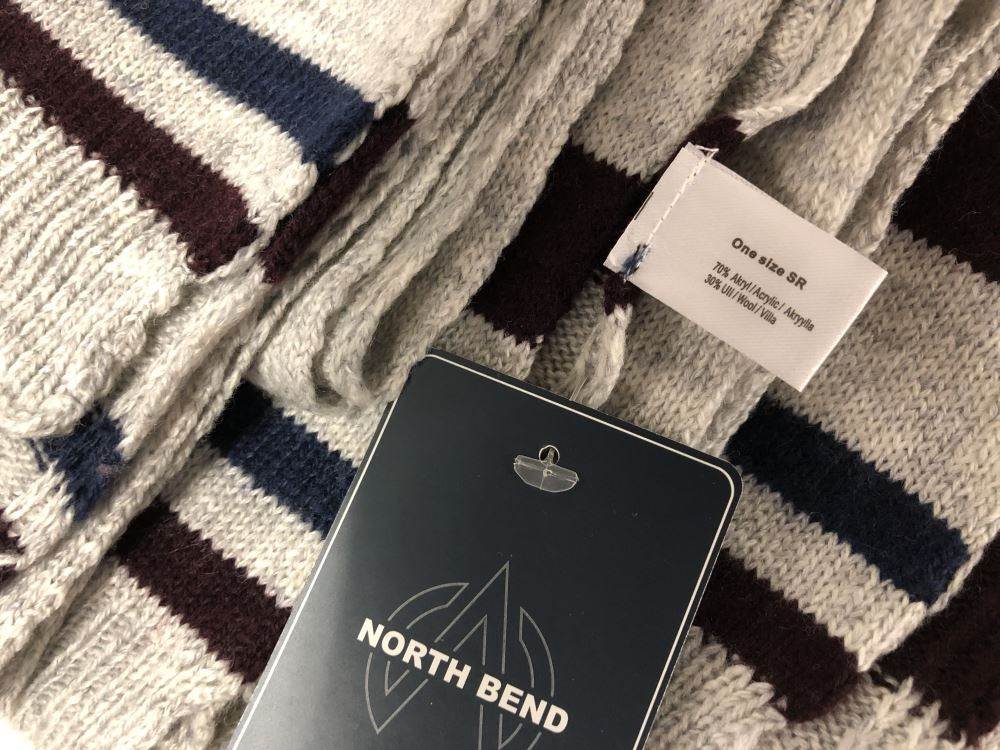 One size SR
70% Akryl / Acrylic / Akryylia
30% Ull / Wool / Villa
NORTH BEND